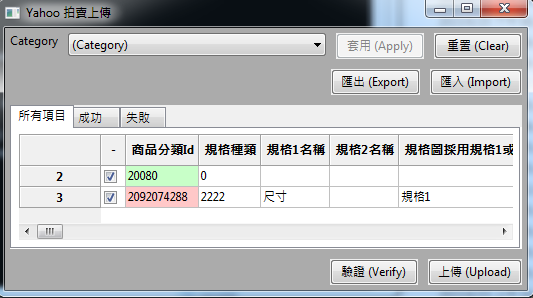 Yahoo 拍賣上傳
Category (Category) 套用 (Apply) 重置 (Clear)
匯出 (Export) 匯入 (Import)
所有項目 成功 失敗
- 商品分類Id 規格種類 規格1名稱 規格2名稱 規格圖採用規格1或
2 20080 0
3 2092074288 2222 尺寸 規格1
驗證 (Verify) 上傳 (Upload)